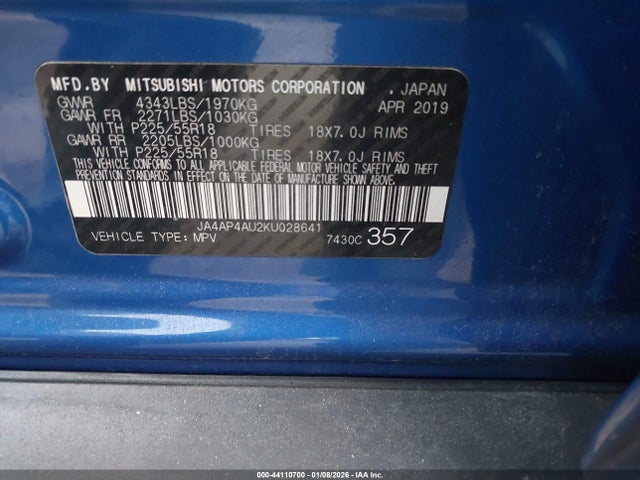 MFD.BY MITSUBISHI MOTORS CORPORATION . JAPAN
GVWR 4343LBS/1970KG APR 2019
GAWR FR 2271LBS/1030KG
WITH P225/55R18 TIRES 18X7.0J RIMS
GAWR RR 2205LBS/1000KG
WITH P225/55R18 TIRES 18X7.0J RIMS
THIS VEHICLE CONFORMS TO ALL APPLICABLE FEDERAL MOTOR VEHICLE SAFETY AND THEFT
PREVENTION STANDARDS IN EFFECT ON THE DATE OF MANUFACTURE SHOWN ABOVE.
JA4AP4AU2KU028641
VEHICLE TYPE: MPV 7430C 357
000-44110700 - 01/08/2026 - IAA Inc.